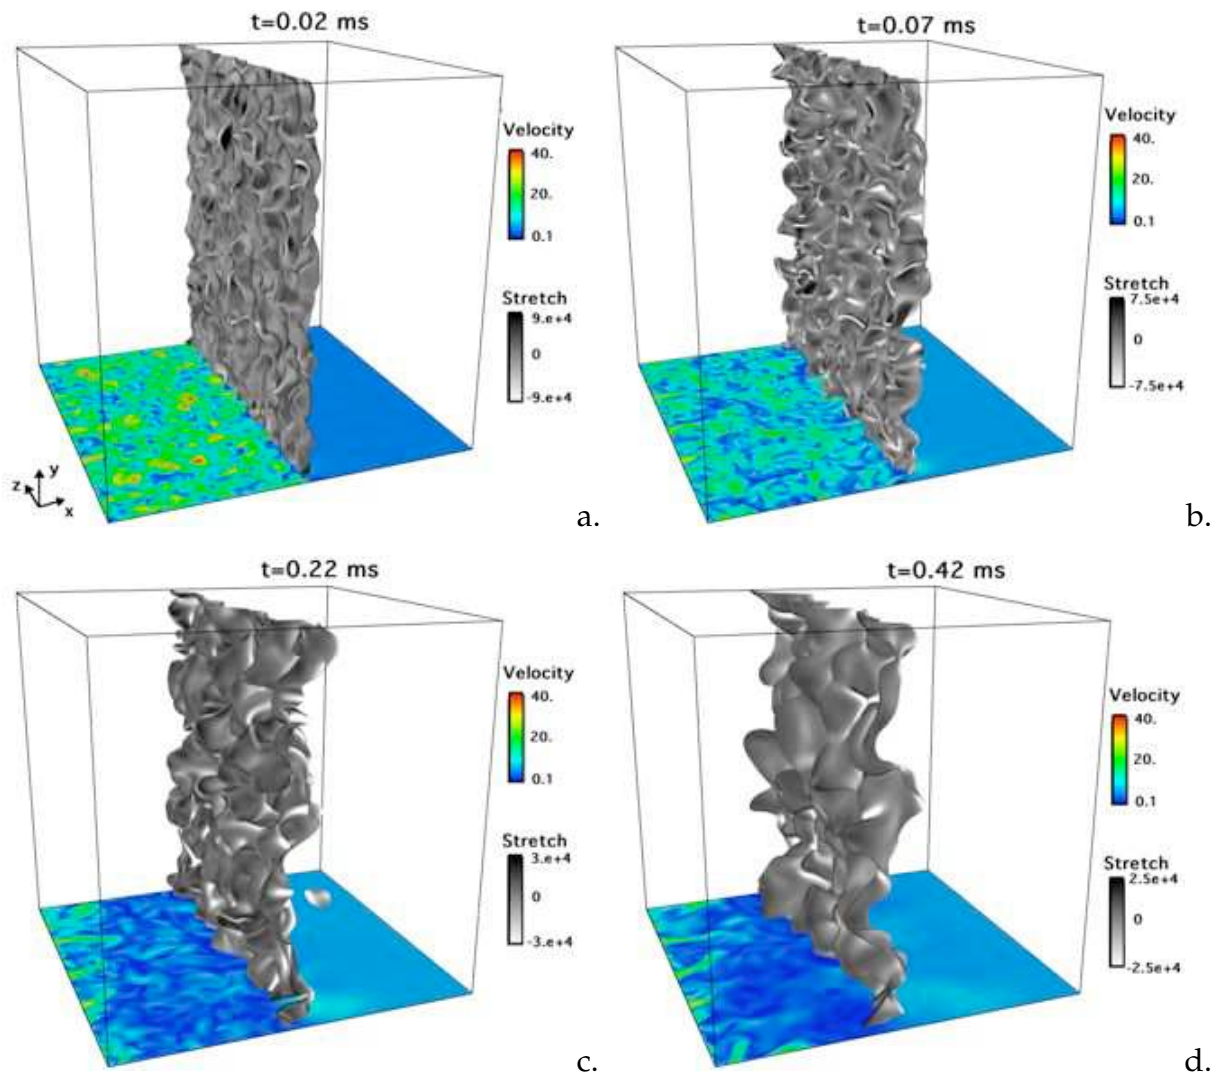 t=0.02 ms
Velocity
40.
20.
0.1
Stretch
9.e+4
0
-9.e+4
y
z
x
a.
t=0.07 ms
Velocity
40.
20.
0.1
Stretch
7.5e+4
0
-7.5e+4
b.
t=0.22 ms
Velocity
40.
20.
0.1
Stretch
3.e+4
0
-3.e+4
c.
t=0.42 ms
Velocity
40.
20.
0.1
Stretch
2.5e+4
0
-2.5e+4
d.